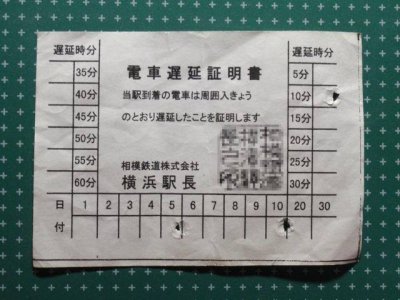 遅延時分
35分
40分
45分
50分
55分
60分
電車遅延証明書
当駅到着の電車は周囲入きょう
のとおり遅延したことを証明します
相模鉄道株式会社
横浜駅長
遅延時分
5分
10分
15分
20分
25分
30分
日付 1 2 3 4 5 6 7 8 9 10 20 30